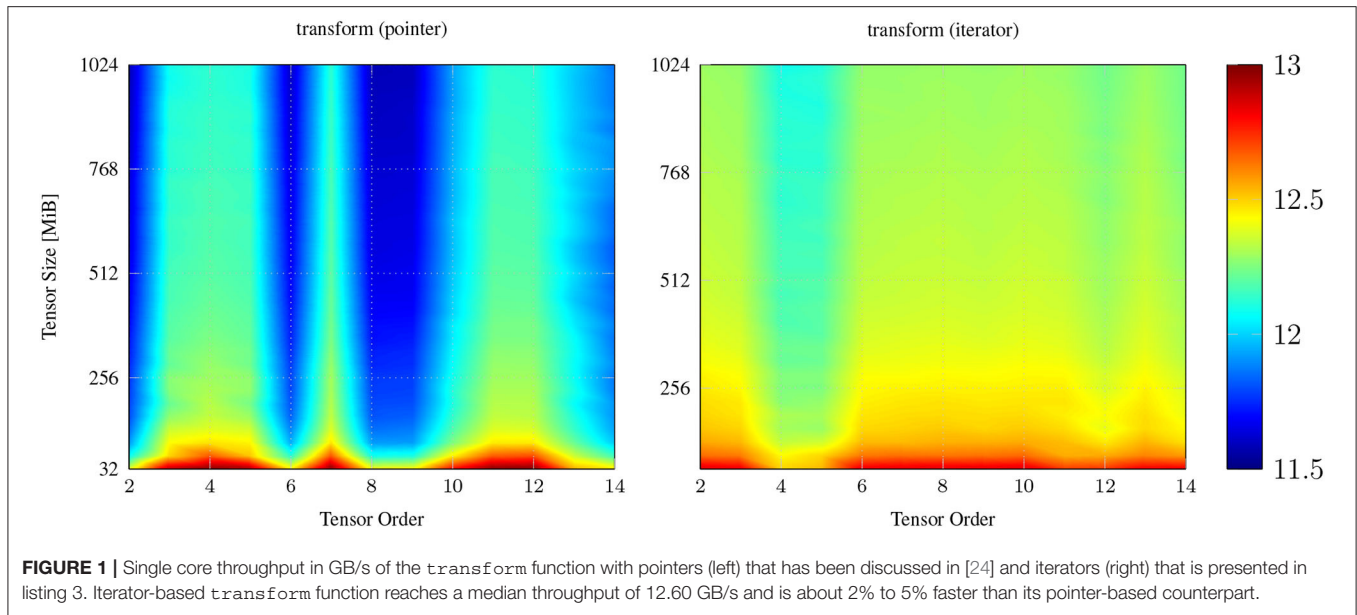 transform (pointer)
transform (iterator)
1024
768
512
256
32
Tensor Size [MiB]
2 4 6 8 10 12 14
Tensor Order
1024
768
512
256
2 4 6 8 10 12 14
Tensor Order
13
12.5
12
11.5
FIGURE 1 | Single core throughput in GB/s of the transform function with pointers (left) that has been discussed in [24] and iterators (right) that is presented in
listing 3. Iterator-based transform function reaches a median throughput of 12.60 GB/s and is about 2% to 5% faster than its pointer-based counterpart.